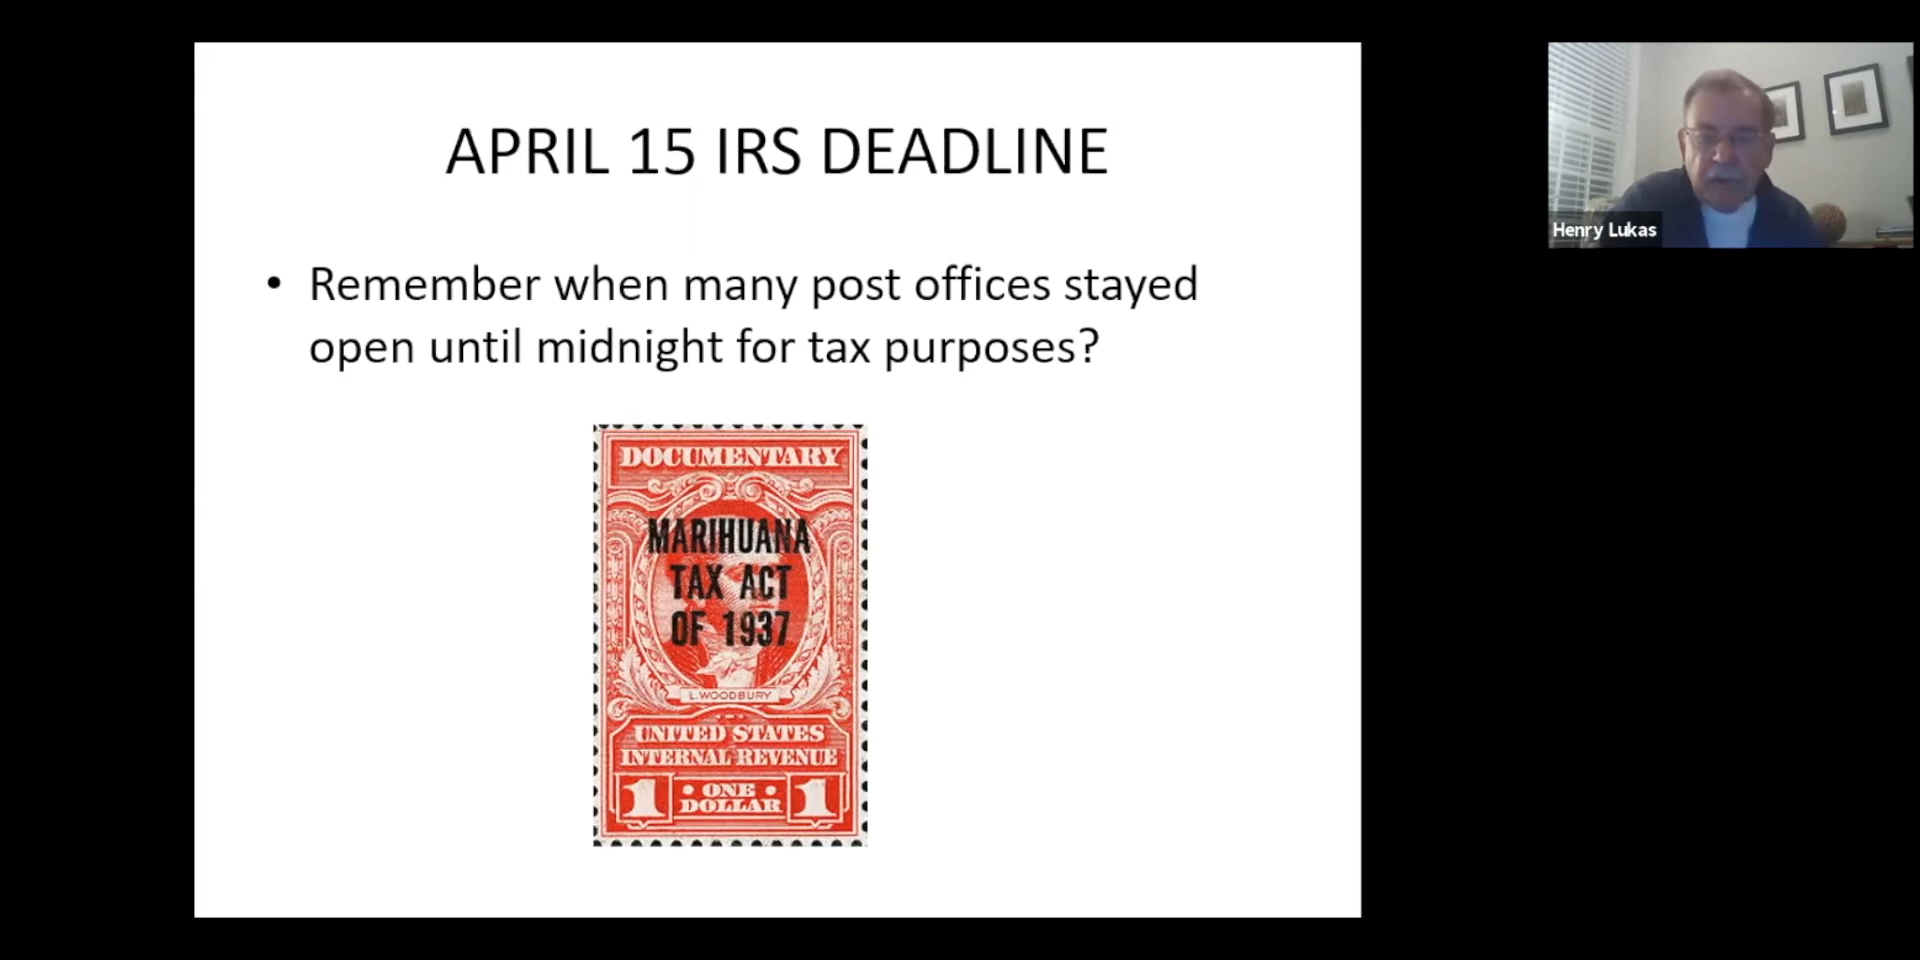 APRIL 15 IRS DEADLINE
• Remember when many post offices stayed
open until midnight for tax purposes?
DOCUMENTARY
MARIHUANA
TAX ACT
OF 1937
L.WOODBURY
UNITED STATES
INTERNAL REVENUE
1 • ONE • 1
DOLLAR
Henry Lukas